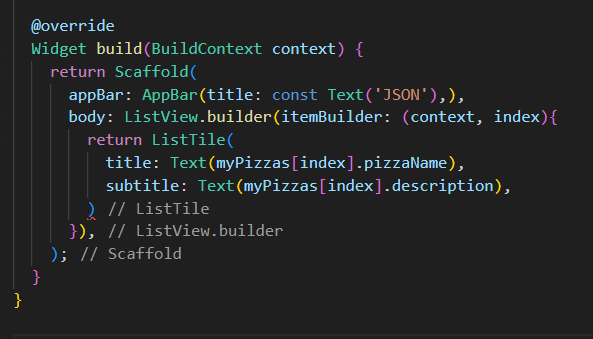 @override
Widget build(BuildContext context) {
return Scaffold(
appBar: AppBar(title: const Text('JSON'),),
body: ListView.builder(itemBuilder: (context, index){
return ListTile(
title: Text(myPizzas[index].pizzaName),
subtitle: Text(myPizzas[index].description),
) // ListTile
}), // ListView.builder
); // Scaffold
}
}